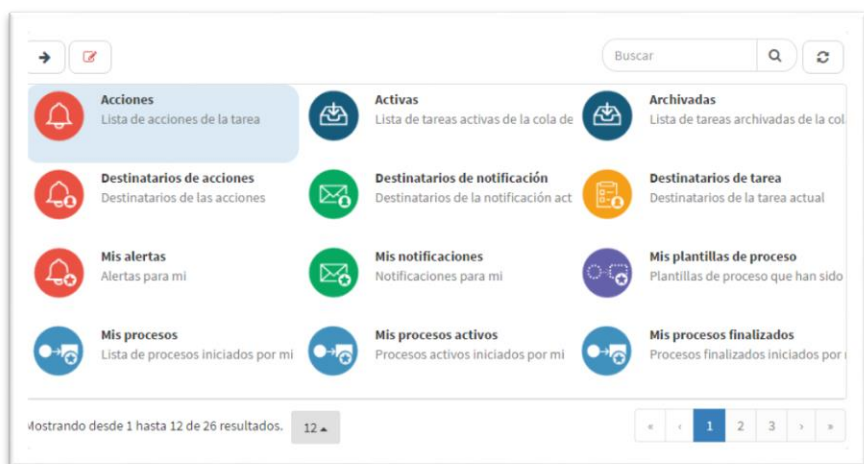 Buscar
Acciones
Lista de acciones de la tarea
Activas
Lista de tareas activas de la cola de
Archivadas
Lista de tareas archivadas de la col
Destinatarios de acciones
Destinatarios de las acciones
Destinatarios de notificación
Destinatarios de la notificación act
Destinatarios de tarea
Destinatarios de la tarea actual
Mis alertas
Alertas para mi
Mis notificaciones
Notificaciones para mi
Mis plantillas de proceso
Plantillas de proceso que han sido
Mis procesos
Lista de procesos iniciados por mi
Mis procesos activos
Procesos activos iniciados por mi
Mis procesos finalizados
Procesos finalizados iniciados por
Mostrando desde 1 hasta 12 de 26 resultados. 12
« ‹ 1 2 3 › »